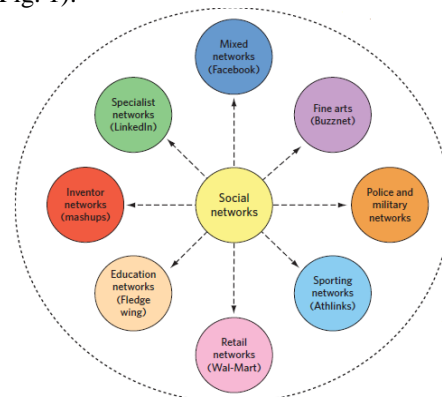 Fig. 1).
Mixed
networks
(Facebook)
Specialist
networks
(LinkedIn)
Fine arts
(Buzznet)
Inventor
networks
(mashups)
Social
networks
Police and
military
networks
Education
networks
(Fledge
wing)
Sporting
networks
(Athlinks)
Retail
networks
(Wal-Mart)